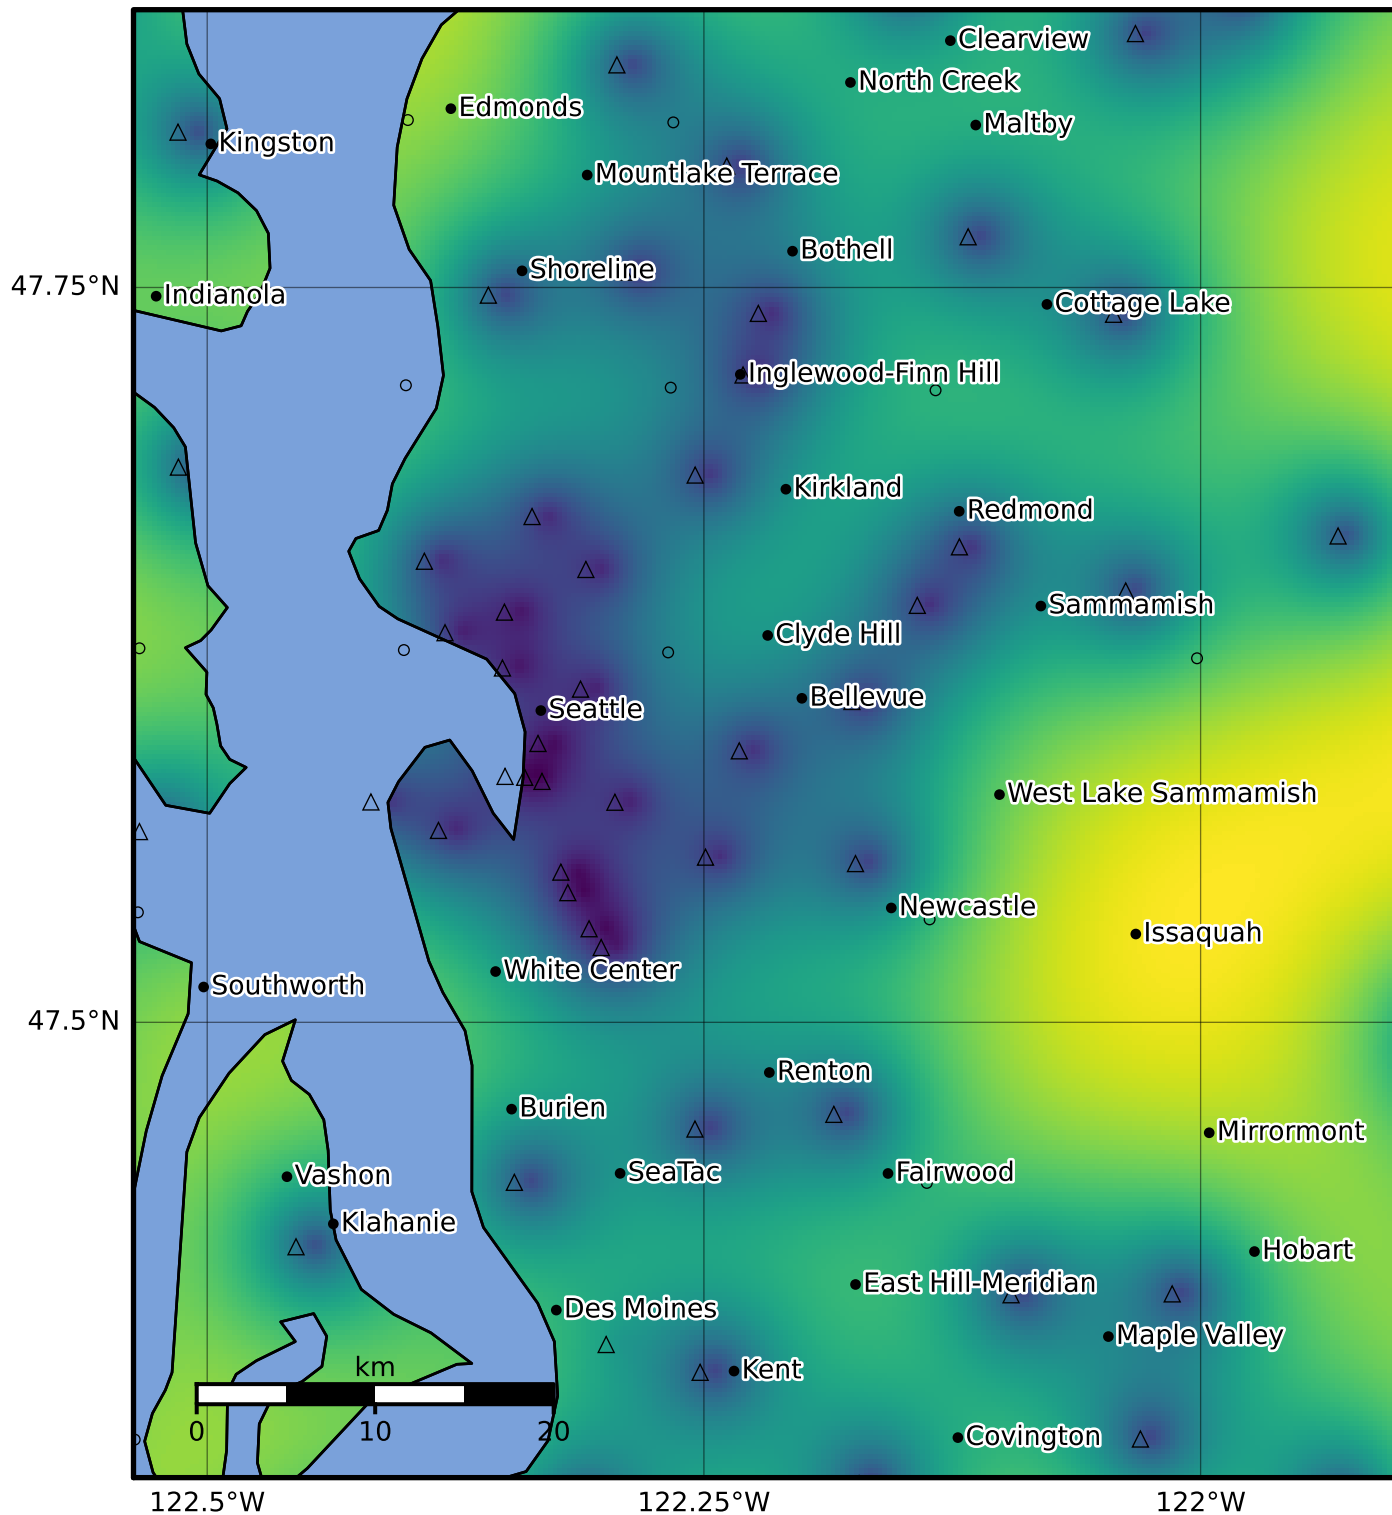 Clearview
North Creek
Edmonds
Maltby
Kingston
Mountlake Terrace
Bothell
Shoreline
47.75°N
Indianola
Cottage Lake
Inglewood-Finn Hill
Kirkland
Redmond
Sammamish
Clyde Hill
Bellevue
Seattle
West Lake Sammamish
Newcastle
Issaquah
White Center
Southworth
47.5°N
Renton
Burien
Mirrormont
SeaTac
Fairwood
Vashon
Klahanie
Hobart
East Hill-Meridian
Des Moines
Maple Valley
km
Kent
0 10 20
Covington
122.5°W 122.25°W 122°W